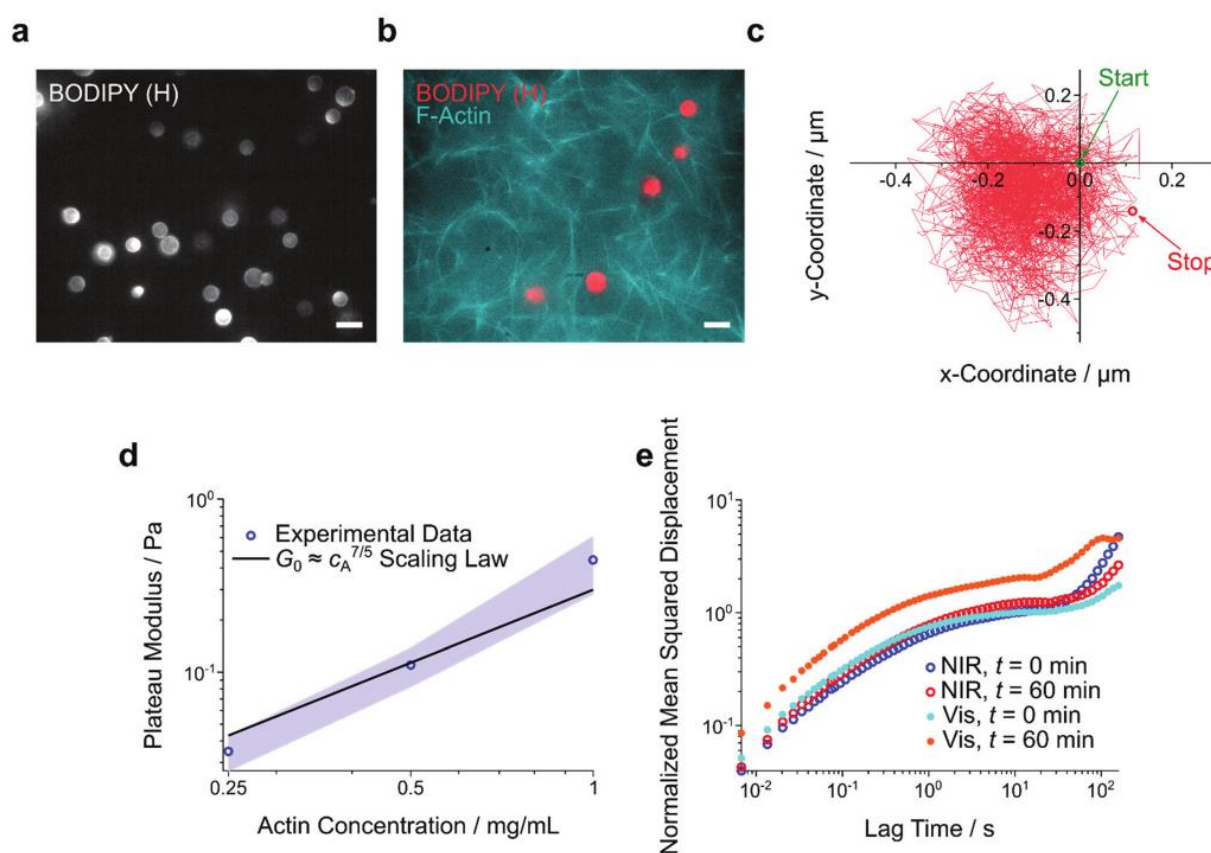 a
BODIPY (H)
b
BODIPY (H)
F-Actin
c
Start
Stop
0.2
-0.4
-0.2
0.0
0.2
-0.2
-0.4
y-Coordinate / µm
x-Coordinate / µm
d
Plateau Modulus / Pa
10⁰
10⁻¹
Experimental Data
G₀ ≈ c_A^7/5 Scaling Law
0.25
0.5
1
Actin Concentration / mg/mL
e
Normalized Mean Squared Displacement
10²
10¹
10⁰
10⁻¹
NIR, t = 0 min
NIR, t = 60 min
Vis, t = 0 min
Vis, t = 60 min
10⁻²
10⁻¹
10⁰
10¹
10²
Lag Time / s